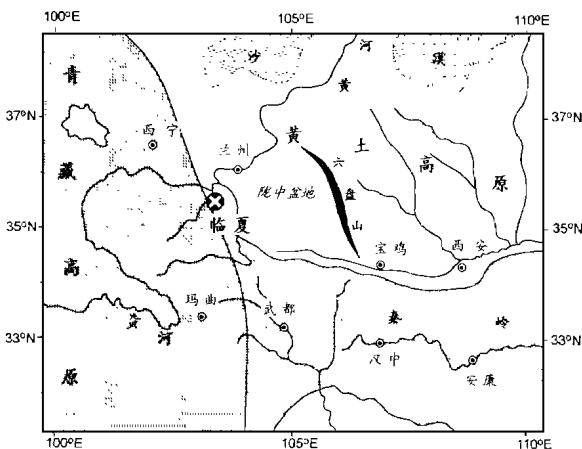 100°E 105°E 110°E
沙 河 漠
青 黄
37°N 西宁 兰州 黄 土 37°N
六 高
藏 陇中盆地 盘 原
35°N 临夏 山 35°N
宝鸡 西安
高
玛曲 武都 秦 岭
黄河
33°N 汉中 33°N
原 安康
100°E 105°E 110°E